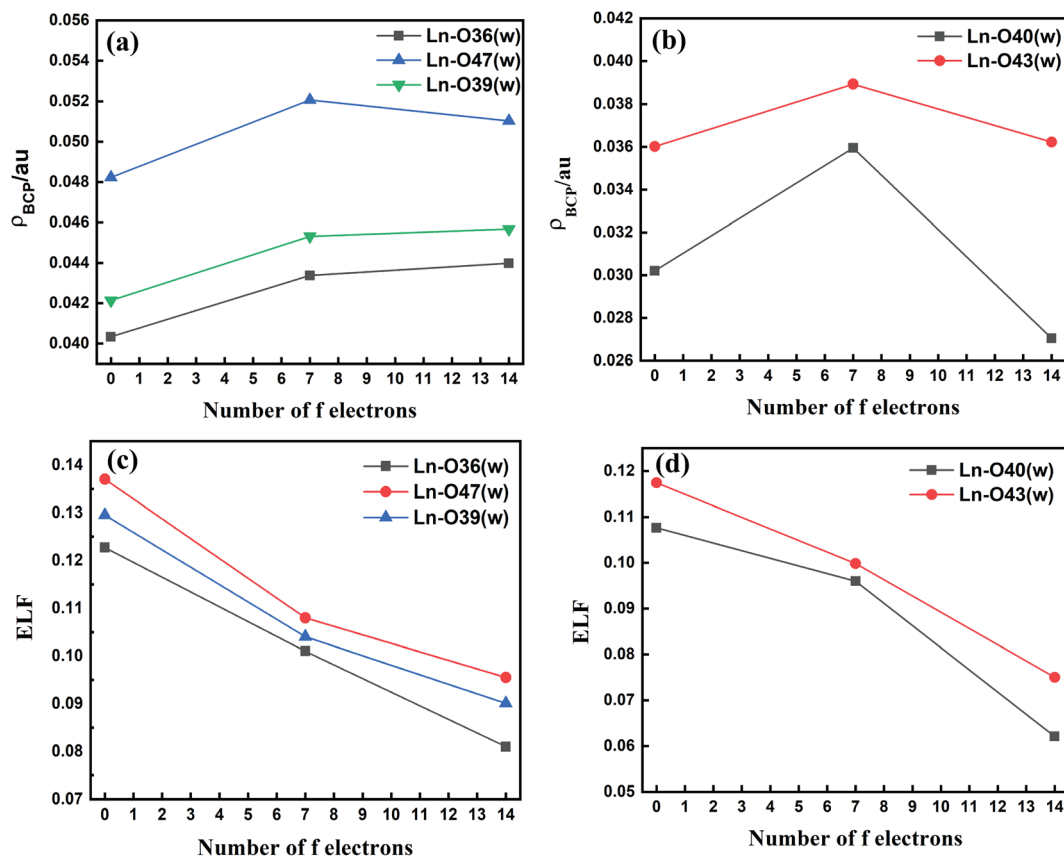 (a)
Ln-O36(w)
Ln-O47(w)
Ln-O39(w)
0.056
0.054
0.052
0.050
0.048
0.046
0.044
0.042
0.040
ρBCP/au
0 1 2 3 4 5 6 7 8 9 10 11 12 13 14
Number of f electrons
(b)
Ln-O40(w)
Ln-O43(w)
0.042
0.040
0.038
0.036
0.034
0.032
0.030
0.028
0.026
ρBCP/au
0 1 2 3 4 5 6 7 8 9 10 11 12 13 14
Number of f electrons
(c)
Ln-O36(w)
Ln-O47(w)
Ln-O39(w)
0.14
0.13
0.12
0.11
0.10
0.09
0.08
0.07
ELF
0 1 2 3 4 5 6 7 8 9 10 11 12 13 14
Number of f electrons
(d)
Ln-O40(w)
Ln-O43(w)
0.12
0.11
0.10
0.09
0.08
0.07
0.06
0.05
ELF
0 1 2 3 4 5 6 7 8 9 10 11 12 13 14
Number of f electrons